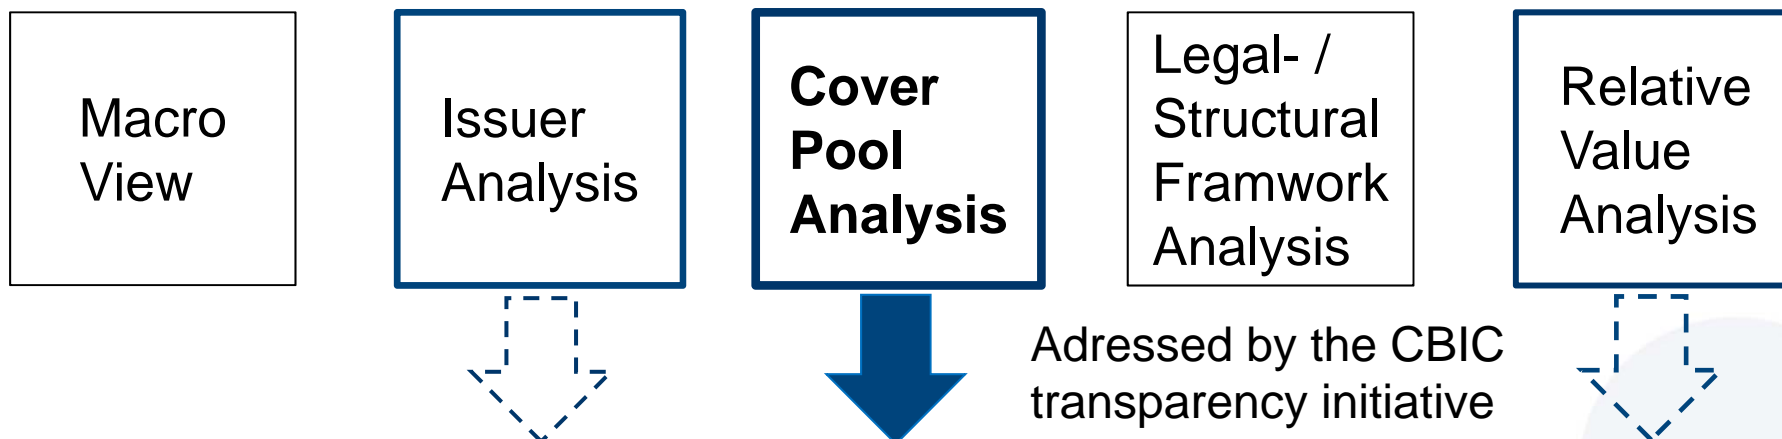 Macro
View
Issuer
Analysis
Cover
Pool
Analysis
Legal- /
Structural
Framwork
Analysis
Relative
Value
Analysis
Adressed by the CBIC
transparency initiative